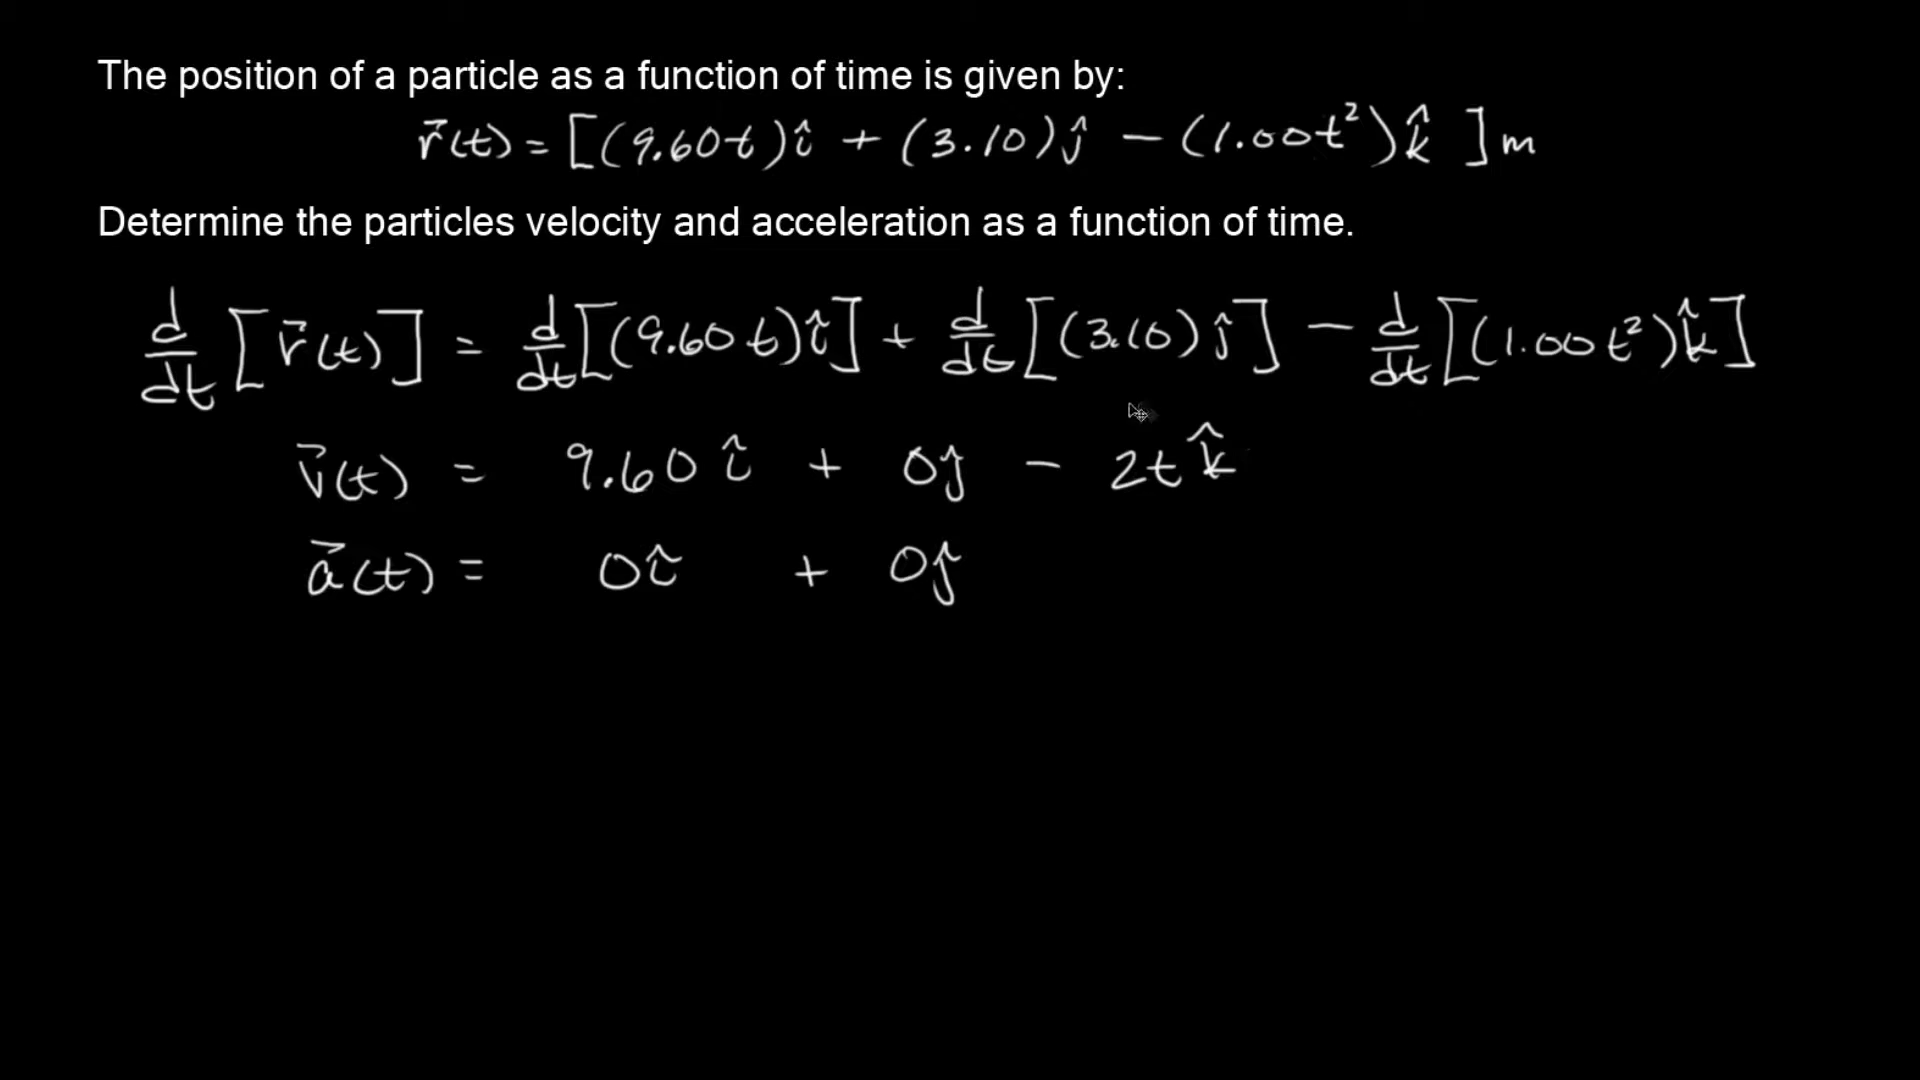 The position of a particle as a function of time is given by:
r⃗(t) = [(9.60t)î + (3.10)ĵ − (1.00t²)k̂ ] m
Determine the particles velocity and acceleration as a function of time.
d/dt [r⃗(t)] = d/dt[(9.60t)î] + d/dt[(3.10)ĵ] − d/dt[(1.00t²)k̂]
v⃗(t) = 9.60 î + 0ĵ − 2t k̂
a⃗(t) = 0î + 0ĵ